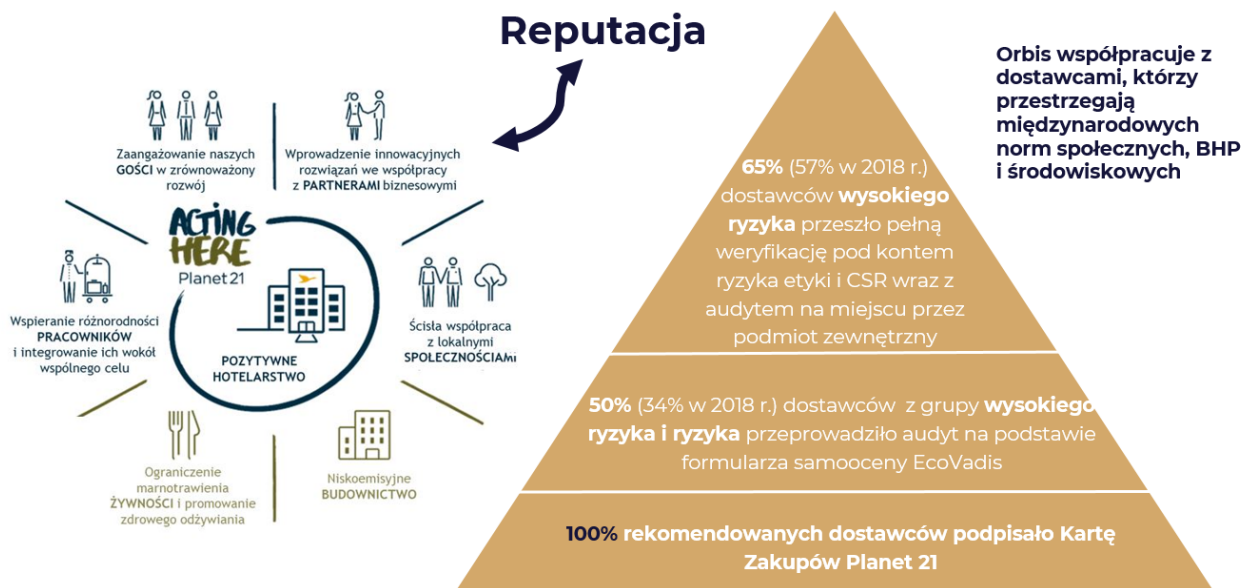 Reputacja
Zaangażowanie naszych
GOŚCI w zrównoważony
rozwój
Wprowadzenie innowacyjnych
rozwiązań we współpracy
z PARTNERAMI biznesowymi
ACTING
HERE
Planet 21
Wspieranie różnorodności
PRACOWNIKÓW
i integrowanie ich wokół
wspólnego celu
POZYTYWNE
HOTELARSTWO
Ścisła współpraca
z lokalnymi
SPOŁECZNOŚCIAMi
Ograniczenie
marnotrawienia
ŻYWNOŚCI i promowanie
zdrowego odżywiania
Niskoemisyjne
BUDOWNICTWO
65% (57% w 2018 r.)
dostawców wysokiego
ryzyka przeszło pełną
weryfikację pod kontem
ryzyka etyki i CSR wraz z
audytem na miejscu przez
podmiot zewnętrzny
50% (34% w 2018 r.) dostawców z grupy wysokiego
ryzyka i ryzyka przeprowadziło audyt na podstawie
formularza samooceny EcoVadis
100% rekomendowanych dostawców podpisało Kartę
Zakupów Planet 21
Orbis współpracuje z
dostawcami, którzy
przestrzegają
międzynarodowych
norm społecznych, BHP
i środowiskowych